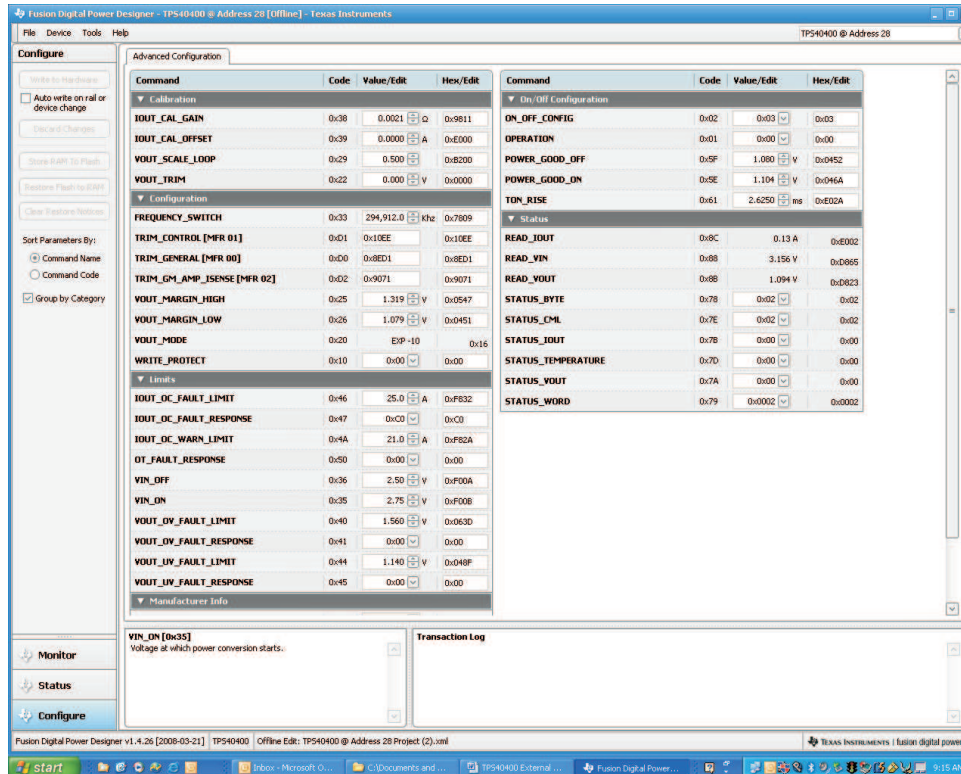 Fusion Digital Power Designer - TPS40400 @ Address 28 [Offline] - Texas Instruments
File Device Tools Help TPS40400 @ Address 28
Configure
Write to Hardware
Auto write on rail or
device change
Discard Changes
Store RAM to Flash
Restore Flash to RAM
Clear Restore Notices
Sort Parameters By:
Command Name
Command Code
Group by Category
Monitor
Status
Configure
Advanced Configuration
Command Code Value/Edit Hex/Edit
Calibration
IOUT_CAL_GAIN 0x38 0.0021 Ω 0x9811
IOUT_CAL_OFFSET 0x39 0.0000 A 0xE000
VOUT_SCALE_LOOP 0x29 0.500 0xB200
VOUT_TRIM 0x22 0.000 V 0x0000
Configuration
FREQUENCY_SWITCH 0x33 294,912.0 Khz 0x7809
TRIM_CONTROL [MFR 01] 0xD1 0x10EE 0x10EE
TRIM_GENERAL [MFR 00] 0xD0 0x8ED1 0x8ED1
TRIM_GM_AMP_ISENSE [MFR 02] 0xD2 0x9071 0x9071
VOUT_MARGIN_HIGH 0x25 1.319 V 0x0547
VOUT_MARGIN_LOW 0x26 1.079 V 0x0451
VOUT_MODE 0x20 EXP -10 0x16
WRITE_PROTECT 0x10 0x00 0x00
Limits
IOUT_OC_FAULT_LIMIT 0x46 25.0 A 0xF832
IOUT_OC_FAULT_RESPONSE 0x47 0xC0 0xC0
IOUT_OC_WARN_LIMIT 0x4A 21.0 A 0xF82A
OT_FAULT_RESPONSE 0x50 0x00 0x00
VIN_OFF 0x36 2.50 V 0xF00A
VIN_ON 0x35 2.75 V 0xF00B
VOUT_OV_FAULT_LIMIT 0x40 1.560 V 0x063D
VOUT_OV_FAULT_RESPONSE 0x41 0x00 0x00
VOUT_UV_FAULT_LIMIT 0x44 1.140 V 0x048F
VOUT_UV_FAULT_RESPONSE 0x45 0x00 0x00
Manufacturer Info
Command Code Value/Edit Hex/Edit
On/Off Configuration
ON_OFF_CONFIG 0x02 0x03 0x03
OPERATION 0x01 0x00 0x00
POWER_GOOD_OFF 0x5F 1.080 V 0x0452
POWER_GOOD_ON 0x5E 1.104 V 0x046A
TON_RISE 0x61 2.6250 ms 0xE02A
Status
READ_IOUT 0x8C 0.13 A 0xE002
READ_VIN 0x88 3.156 V 0xD865
READ_VOUT 0x8B 1.094 V 0xD823
STATUS_BYTE 0x78 0x02 0x02
STATUS_CML 0x7E 0x02 0x02
STATUS_IOUT 0x7B 0x00 0x00
STATUS_TEMPERATURE 0x7D 0x00 0x00
STATUS_VOUT 0x7A 0x00 0x00
STATUS_WORD 0x79 0x0002 0x0002
VIN_ON [0x35]
Voltage at which power conversion starts.
Transaction Log
Fusion Digital Power Designer v1.4.26 [2008-03-21] TPS40400 Offline Edit: TPS40400 @ Address 28 Project (2).xml TEXAS INSTRUMENTS | fusion digital power
start Inbox - Microsoft O... C:\Documents and ... TPS40400 External ... Fusion Digital Power... 9:15 AM